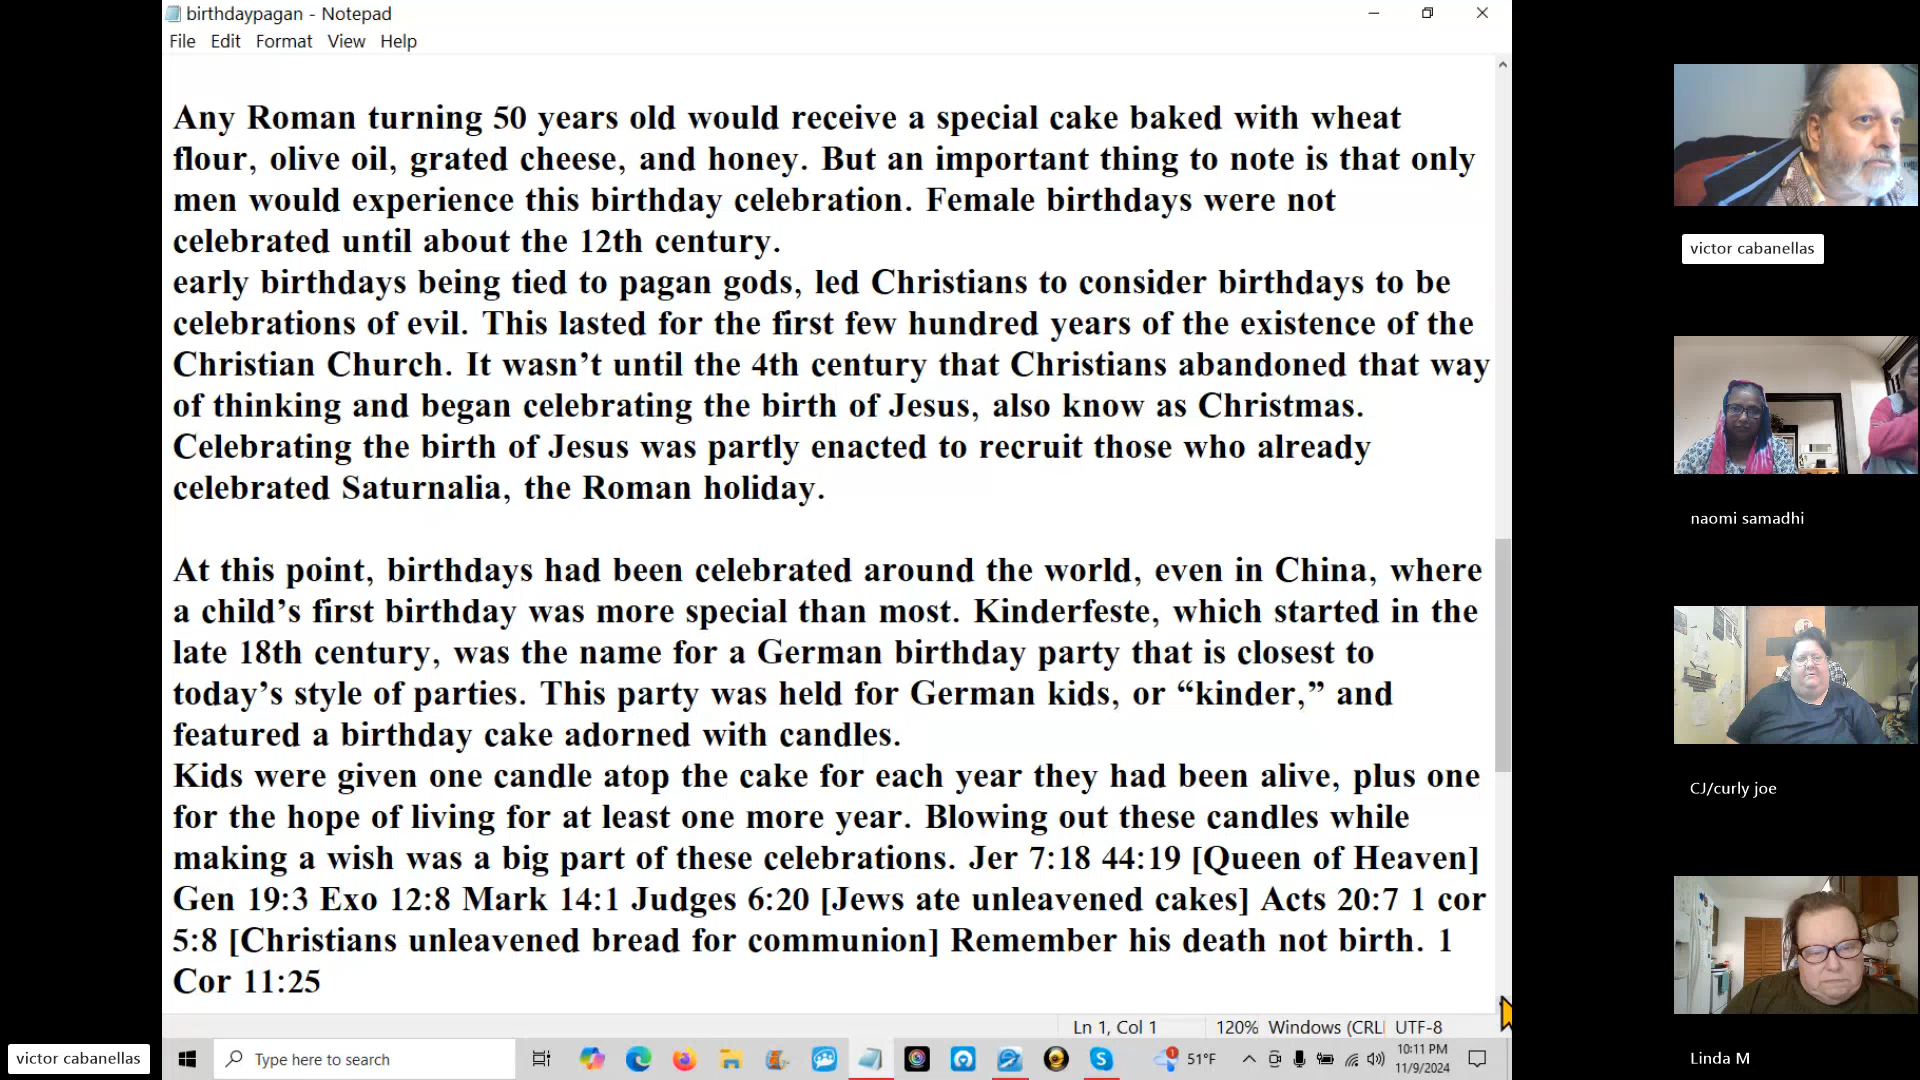 birthdaypagan - Notepad
File Edit Format View Help
Any Roman turning 50 years old would receive a special cake baked with wheat
flour, olive oil, grated cheese, and honey. But an important thing to note is that only
men would experience this birthday celebration. Female birthdays were not
celebrated until about the 12th century.
early birthdays being tied to pagan gods, led Christians to consider birthdays to be
celebrations of evil. This lasted for the first few hundred years of the existence of the
Christian Church. It wasn’t until the 4th century that Christians abandoned that way
of thinking and began celebrating the birth of Jesus, also know as Christmas.
Celebrating the birth of Jesus was partly enacted to recruit those who already
celebrated Saturnalia, the Roman holiday.
At this point, birthdays had been celebrated around the world, even in China, where
a child’s first birthday was more special than most. Kinderfeste, which started in the
late 18th century, was the name for a German birthday party that is closest to
today’s style of parties. This party was held for German kids, or “kinder,” and
featured a birthday cake adorned with candles.
Kids were given one candle atop the cake for each year they had been alive, plus one
for the hope of living for at least one more year. Blowing out these candles while
making a wish was a big part of these celebrations. Jer 7:18 44:19 [Queen of Heaven]
Gen 19:3 Exo 12:8 Mark 14:1 Judges 6:20 [Jews ate unleavened cakes] Acts 20:7 1 cor
5:8 [Christians unleavened bread for communion] Remember his death not birth. 1
Cor 11:25
Ln 1, Col 1 120% Windows (CRL UTF-8
Type here to search
1
51°F
10:11 PM
11/9/2024
victor cabanellas
victor cabanellas
naomi samadhi
CJ/curly joe
Linda M